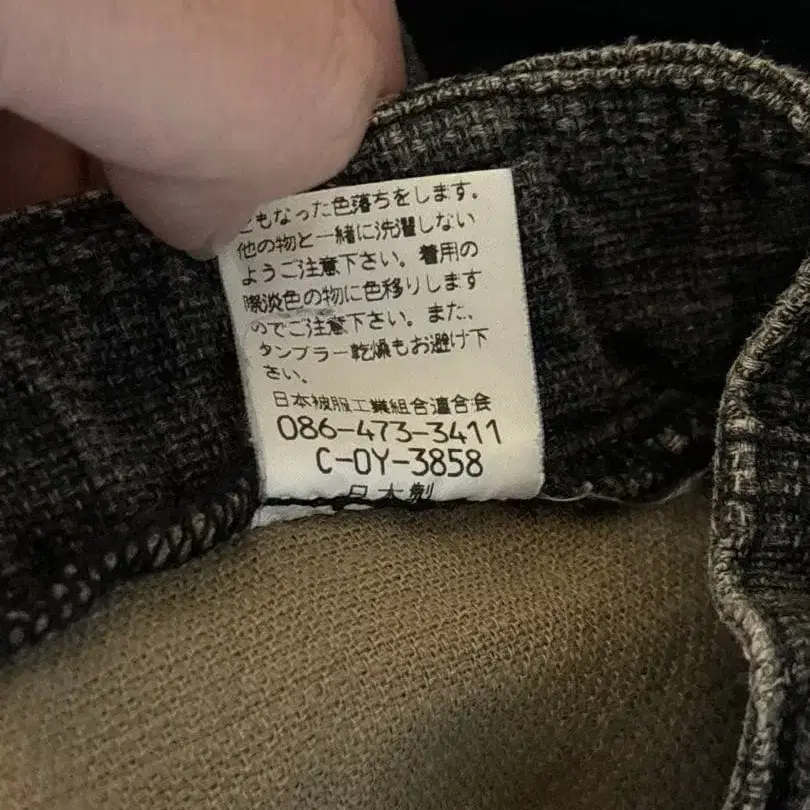 ともなった色落ちをします。
他の物と一緒に洗濯しない
ようご注意下さい。着用の
際淡色の物に色移りします
のでご注意下さい。また、
タンブラー乾燥もお避け下
さい。
日本被服工業組合連合会
086-473-3411
C-OY-3858
日本製